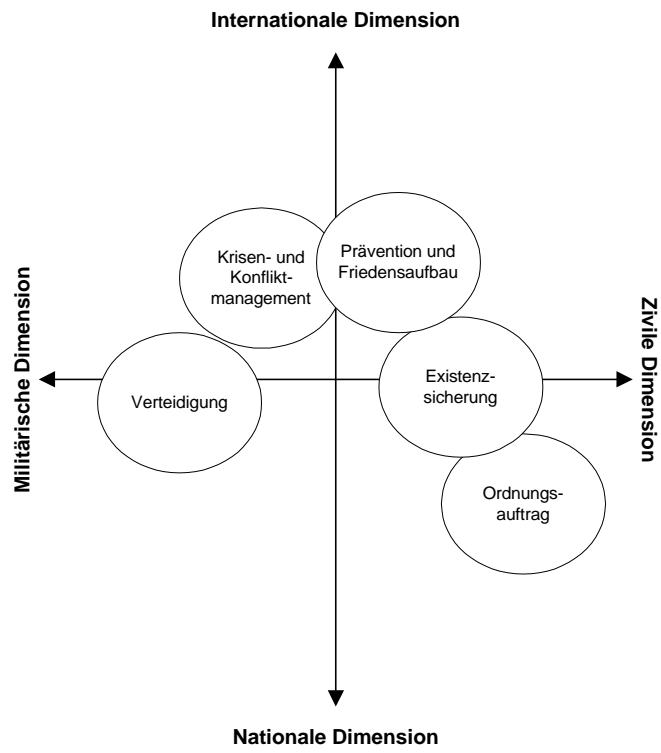 Internationale Dimension
Krisen- und
Konflikt-
management
Prävention und
Friedensaufbau
Militärische Dimension
Verteidigung
Existenz-
sicherung
Zivile Dimension
Ordnungs-
auftrag
Nationale Dimension